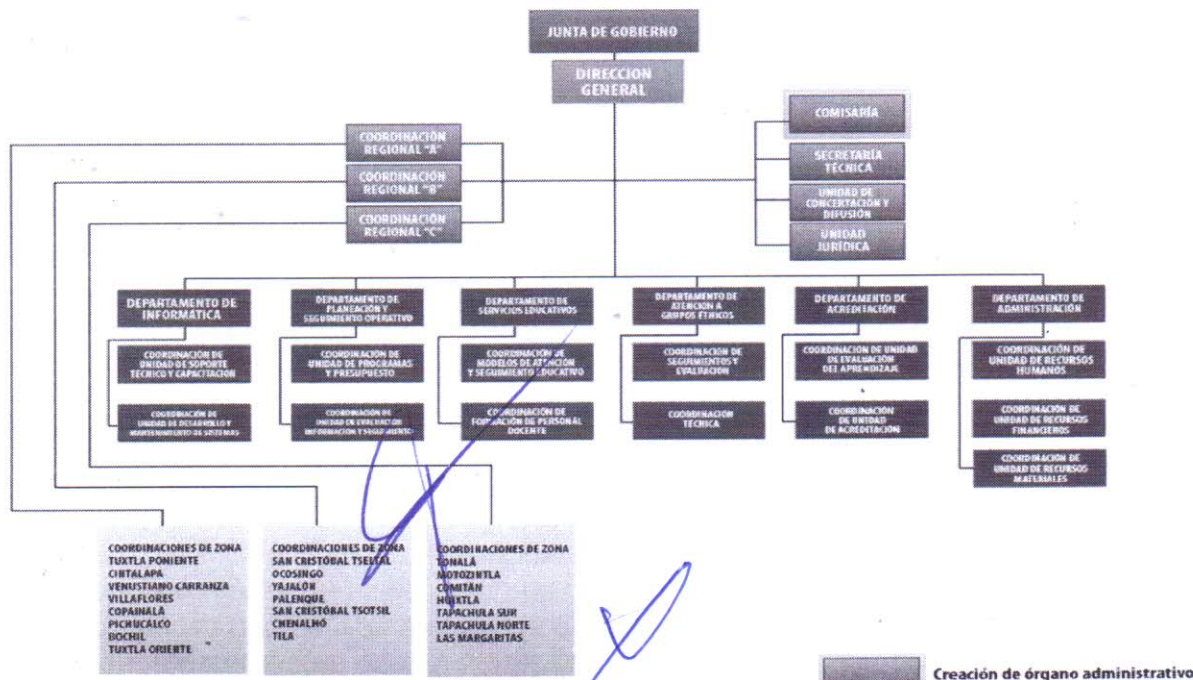 JUNTA DE GOBIERNO
DIRECCION
GENERAL
COORDINACIÓN
REGIONAL "A"
COORDINACIÓN
REGIONAL "B"
COORDINACIÓN
REGIONAL "C"
COMISARÍA
SECRETARÍA
TÉCNICA
UNIDAD DE
CONCERTACIÓN Y
DIFUSIÓN
UNIDAD
JURÍDICA
DEPARTAMENTO DE
INFORMÁTICA
COORDINACIÓN DE
UNIDAD DE SOPORTE
TÉCNICO Y CAPACITACIÓN
COORDINACIÓN DE
UNIDAD DE DESARROLLO Y
MANTENIMIENTO DE SISTEMAS
DEPARTAMENTO DE
PLANEACIÓN Y
SEGUIMIENTO OPERATIVO
COORDINACIÓN DE
UNIDAD DE PROGRAMAS
Y PRESUPUESTO
COORDINACIÓN DE
UNIDAD DE EVALUACIÓN
INFORMACIÓN Y SEGUIMIENTO
DEPARTAMENTO DE
SERVICIOS EDUCATIVOS
COORDINACIÓN DE
MODELOS DE ATENCIÓN
Y SEGUIMIENTO EDUCATIVO
COORDINACIÓN DE
FORMACIÓN DE PERSONAL
DOCENTE
DEPARTAMENTO DE
ATENCIÓN A
GRUPOS ÉTNICOS
COORDINACIÓN DE
SEGUIMIENTOS Y
EVALUACIÓN
COORDINACIÓN
TÉCNICA
DEPARTAMENTO DE
ACREDITACIÓN
COORDINACIÓN DE UNIDAD
DE EVALUACIÓN
DEL APRENDIZAJE
COORDINACIÓN
DE UNIDAD
DE ACREDITACIÓN
DEPARTAMENTO DE
ADMINISTRACIÓN
COORDINACIÓN DE
UNIDAD DE RECURSOS
HUMANOS
COORDINACIÓN DE
UNIDAD DE RECURSOS
FINANCIEROS
COORDINACIÓN DE
UNIDAD DE RECURSOS
MATERIALES
COORDINACIONES DE ZONA
TUXTLA PONIENTE
CINTALAPA
VENUSTIANO CARRANZA
VILLAFLORES
COPAINALÁ
PICHUCALCO
BOCHIL
TUXTLA ORIENTE
COORDINACIONES DE ZONA
SAN CRISTÓBAL TSELTAL
OCOSINGO
YAJALÓN
PALENQUE
SAN CRISTÓBAL TSOTSIL
CHENALHÓ
TILA
COORDINACIONES DE ZONA
TONALÁ
MOTOZINTLA
COMITÁN
HUIXTLA
TAPACHULA SUR
TAPACHULA NORTE
LAS MARGARITAS
Creación de órgano administrativo